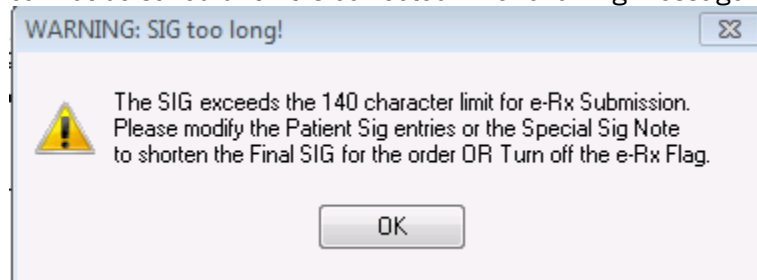 WARNING: SIG too long!
The SIG exceeds the 140 character limit for e-Rx Submission.
Please modify the Patient Sig entries or the Special Sig Note
to shorten the Final SIG for the order OR Turn off the e-Rx Flag.
OK